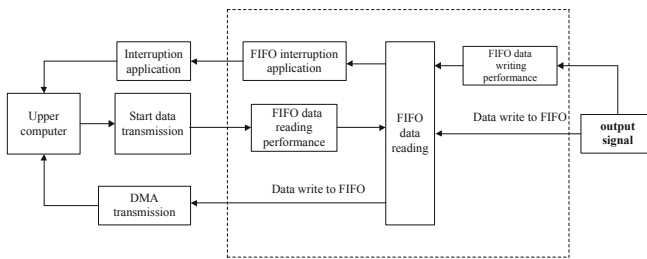 Interruption
application
FIFO interruption
application
FIFO data
writing
performance
Upper
computer
Start data
transmission
FIFO data
reading
performance
FIFO
data
reading
Data write to FIFO
output
signal
DMA
transmission
Data write to FIFO